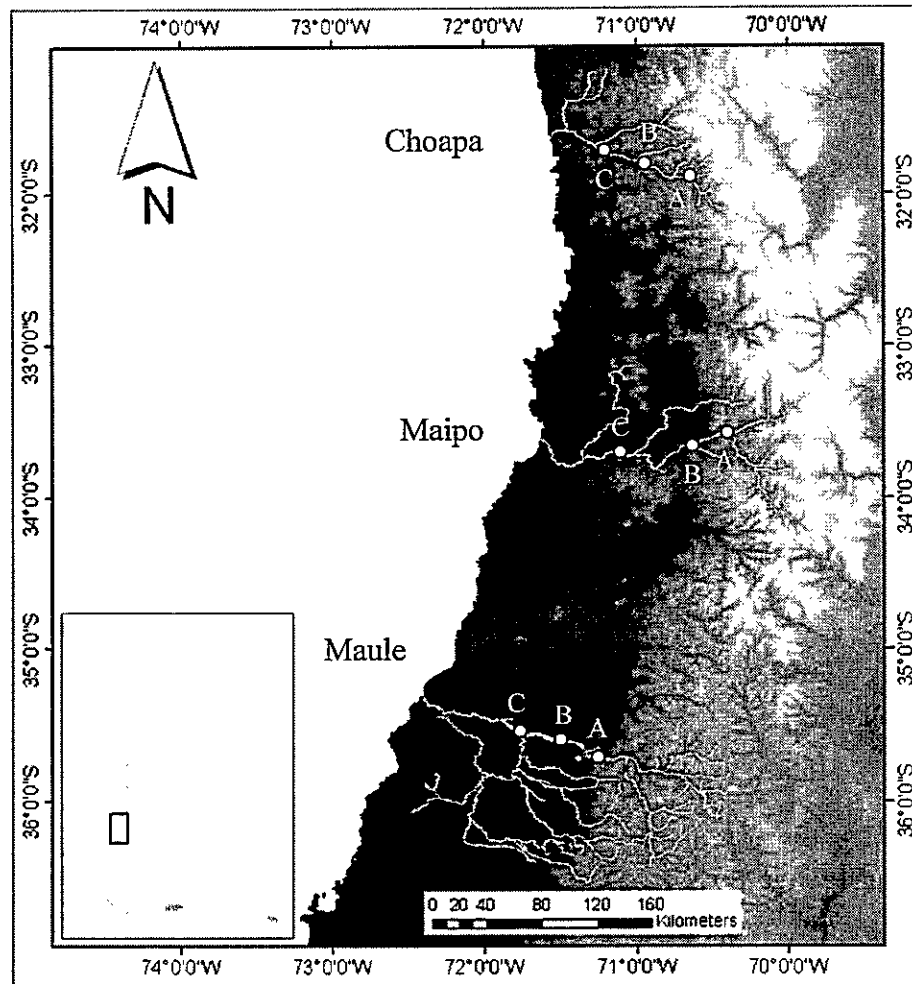 74°0'0"W 73°0'0"W 72°0'0"W 71°0'0"W 70°0'0"W
N
Choapa
B
C
A
32°0'0"S 32°0'0"S
33°0'0"S 33°0'0"S
Maipo
C
B
A
34°0'0"S 34°0'0"S
35°0'0"S 35°0'0"S
Maule
C
B
A
36°0'0"S 36°0'0"S
0 20 40 80 120 160
Kilometers
74°0'0"W 73°0'0"W 72°0'0"W 71°0'0"W 70°0'0"W